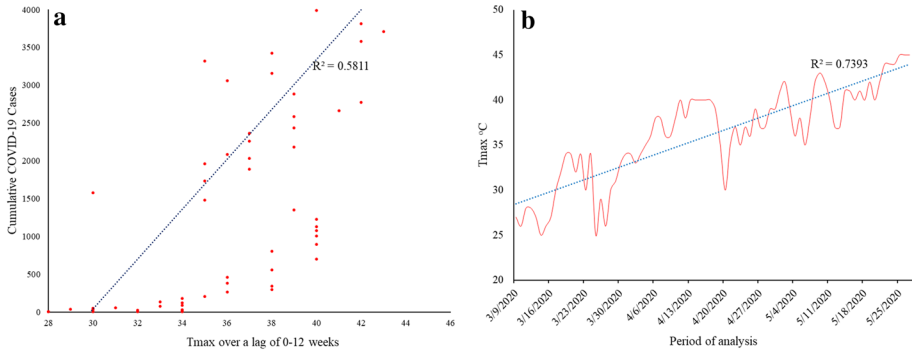 a
4000
3500
3000
2500
2000
1500
1000
500
0
Cumulative COVID-19 Cases
R² = 0.5811
28 30 32 34 36 38 40 42 44 46
Tmax over a lag of 0-12 weeks
b
50
45
40
35
30
25
20
Tmax °C
R² = 0.7393
3/9/2020 3/16/2020 3/23/2020 3/30/2020 4/6/2020 4/13/2020 4/20/2020 4/27/2020 5/4/2020 5/11/2020 5/18/2020 5/25/2020
Period of analysis